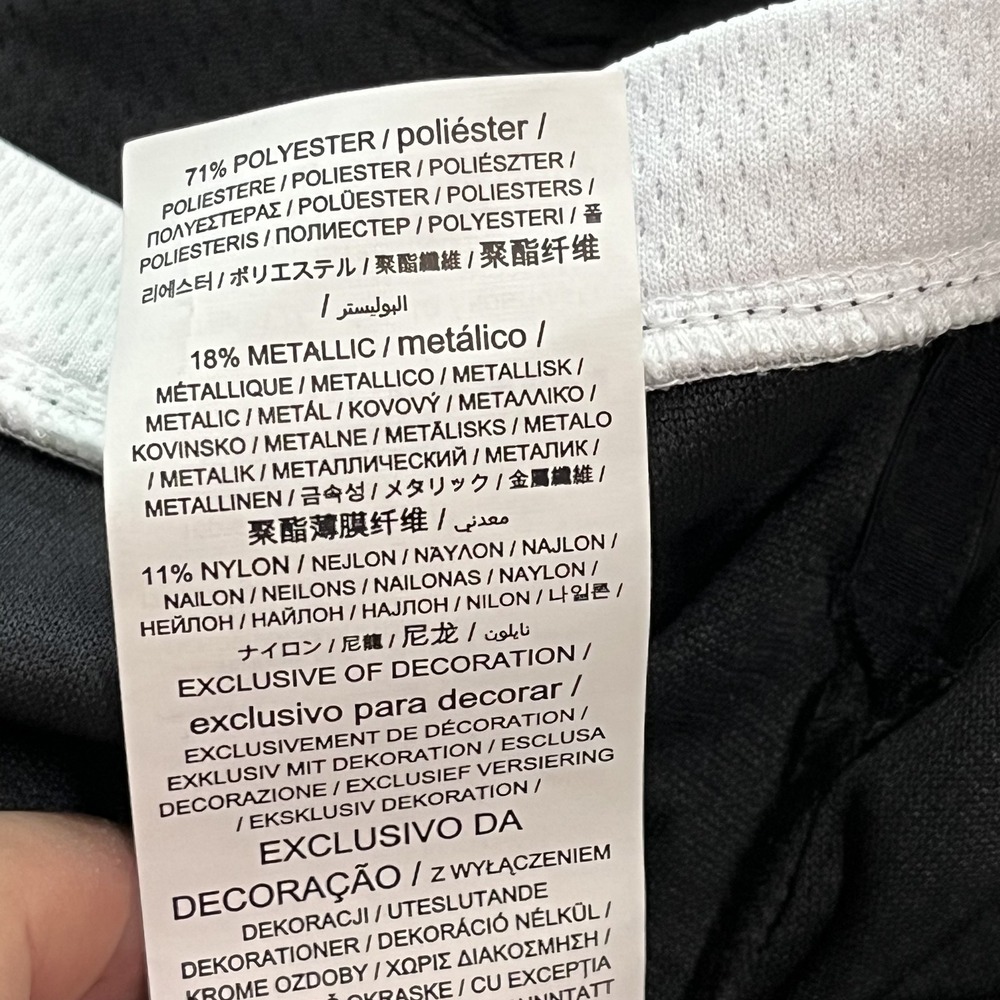 71% POLYESTER / poliéster /
POLIESTERE / POLIESTER / POLIÉSZTER /
ΠΟΛΥΕΣΤΕΡΑΣ / POLÜESTER / POLIESTERS /
POLIESTERIS / ПОЛИЕСТЕР / POLYESTERI / 폴
리에스터 / ポリエステル / 聚酯纖維 / 聚酯纤维
/ البوليستر
18% METALLIC / metálico /
MÉTALLIQUE / METALLICO / METALLISK /
METALIC / METÁL / KOVOVÝ / ΜΕΤΑΛΛΙΚΟ /
KOVINSKO / METALNE / METĀLISKS / METALO
/ METALIK / МЕТАЛЛИЧЕСКИЙ / МЕТАЛИК /
METALLINEN / 금속성 / メタリック / 金屬纖維 /
聚酯薄膜纤维 / معدني
11% NYLON / NEJLON / ΝΑΥΛΟΝ / NAJLON /
NAILON / NEILONS / NAILONAS / NAYLON /
НЕЙЛОН / НАЙЛОН / НАЈЛОН / NILON / 나일론 /
ナイロン / 尼龍 / 尼龙 / نايلون
EXCLUSIVE OF DECORATION /
exclusivo para decorar /
EXCLUSIVEMENT DE DÉCORATION /
EXKLUSIV MIT DEKORATION / ESCLUSA
DECORAZIONE / EXCLUSIEF VERSIERING
/ EKSKLUSIV DEKORATION /
EXCLUSIVO DA
DECORAÇÃO / Z WYŁĄCZENIEM
DEKORACJI / UTESLUTANDE
DEKORATIONER / DEKORÁCIÓ NÉLKÜL /
KROME OZDOBY / ΧΩΡΙΣ ΔΙΑΚΟΣΜΗΣΗ /
OKRASKE / CU EXCEPȚIA